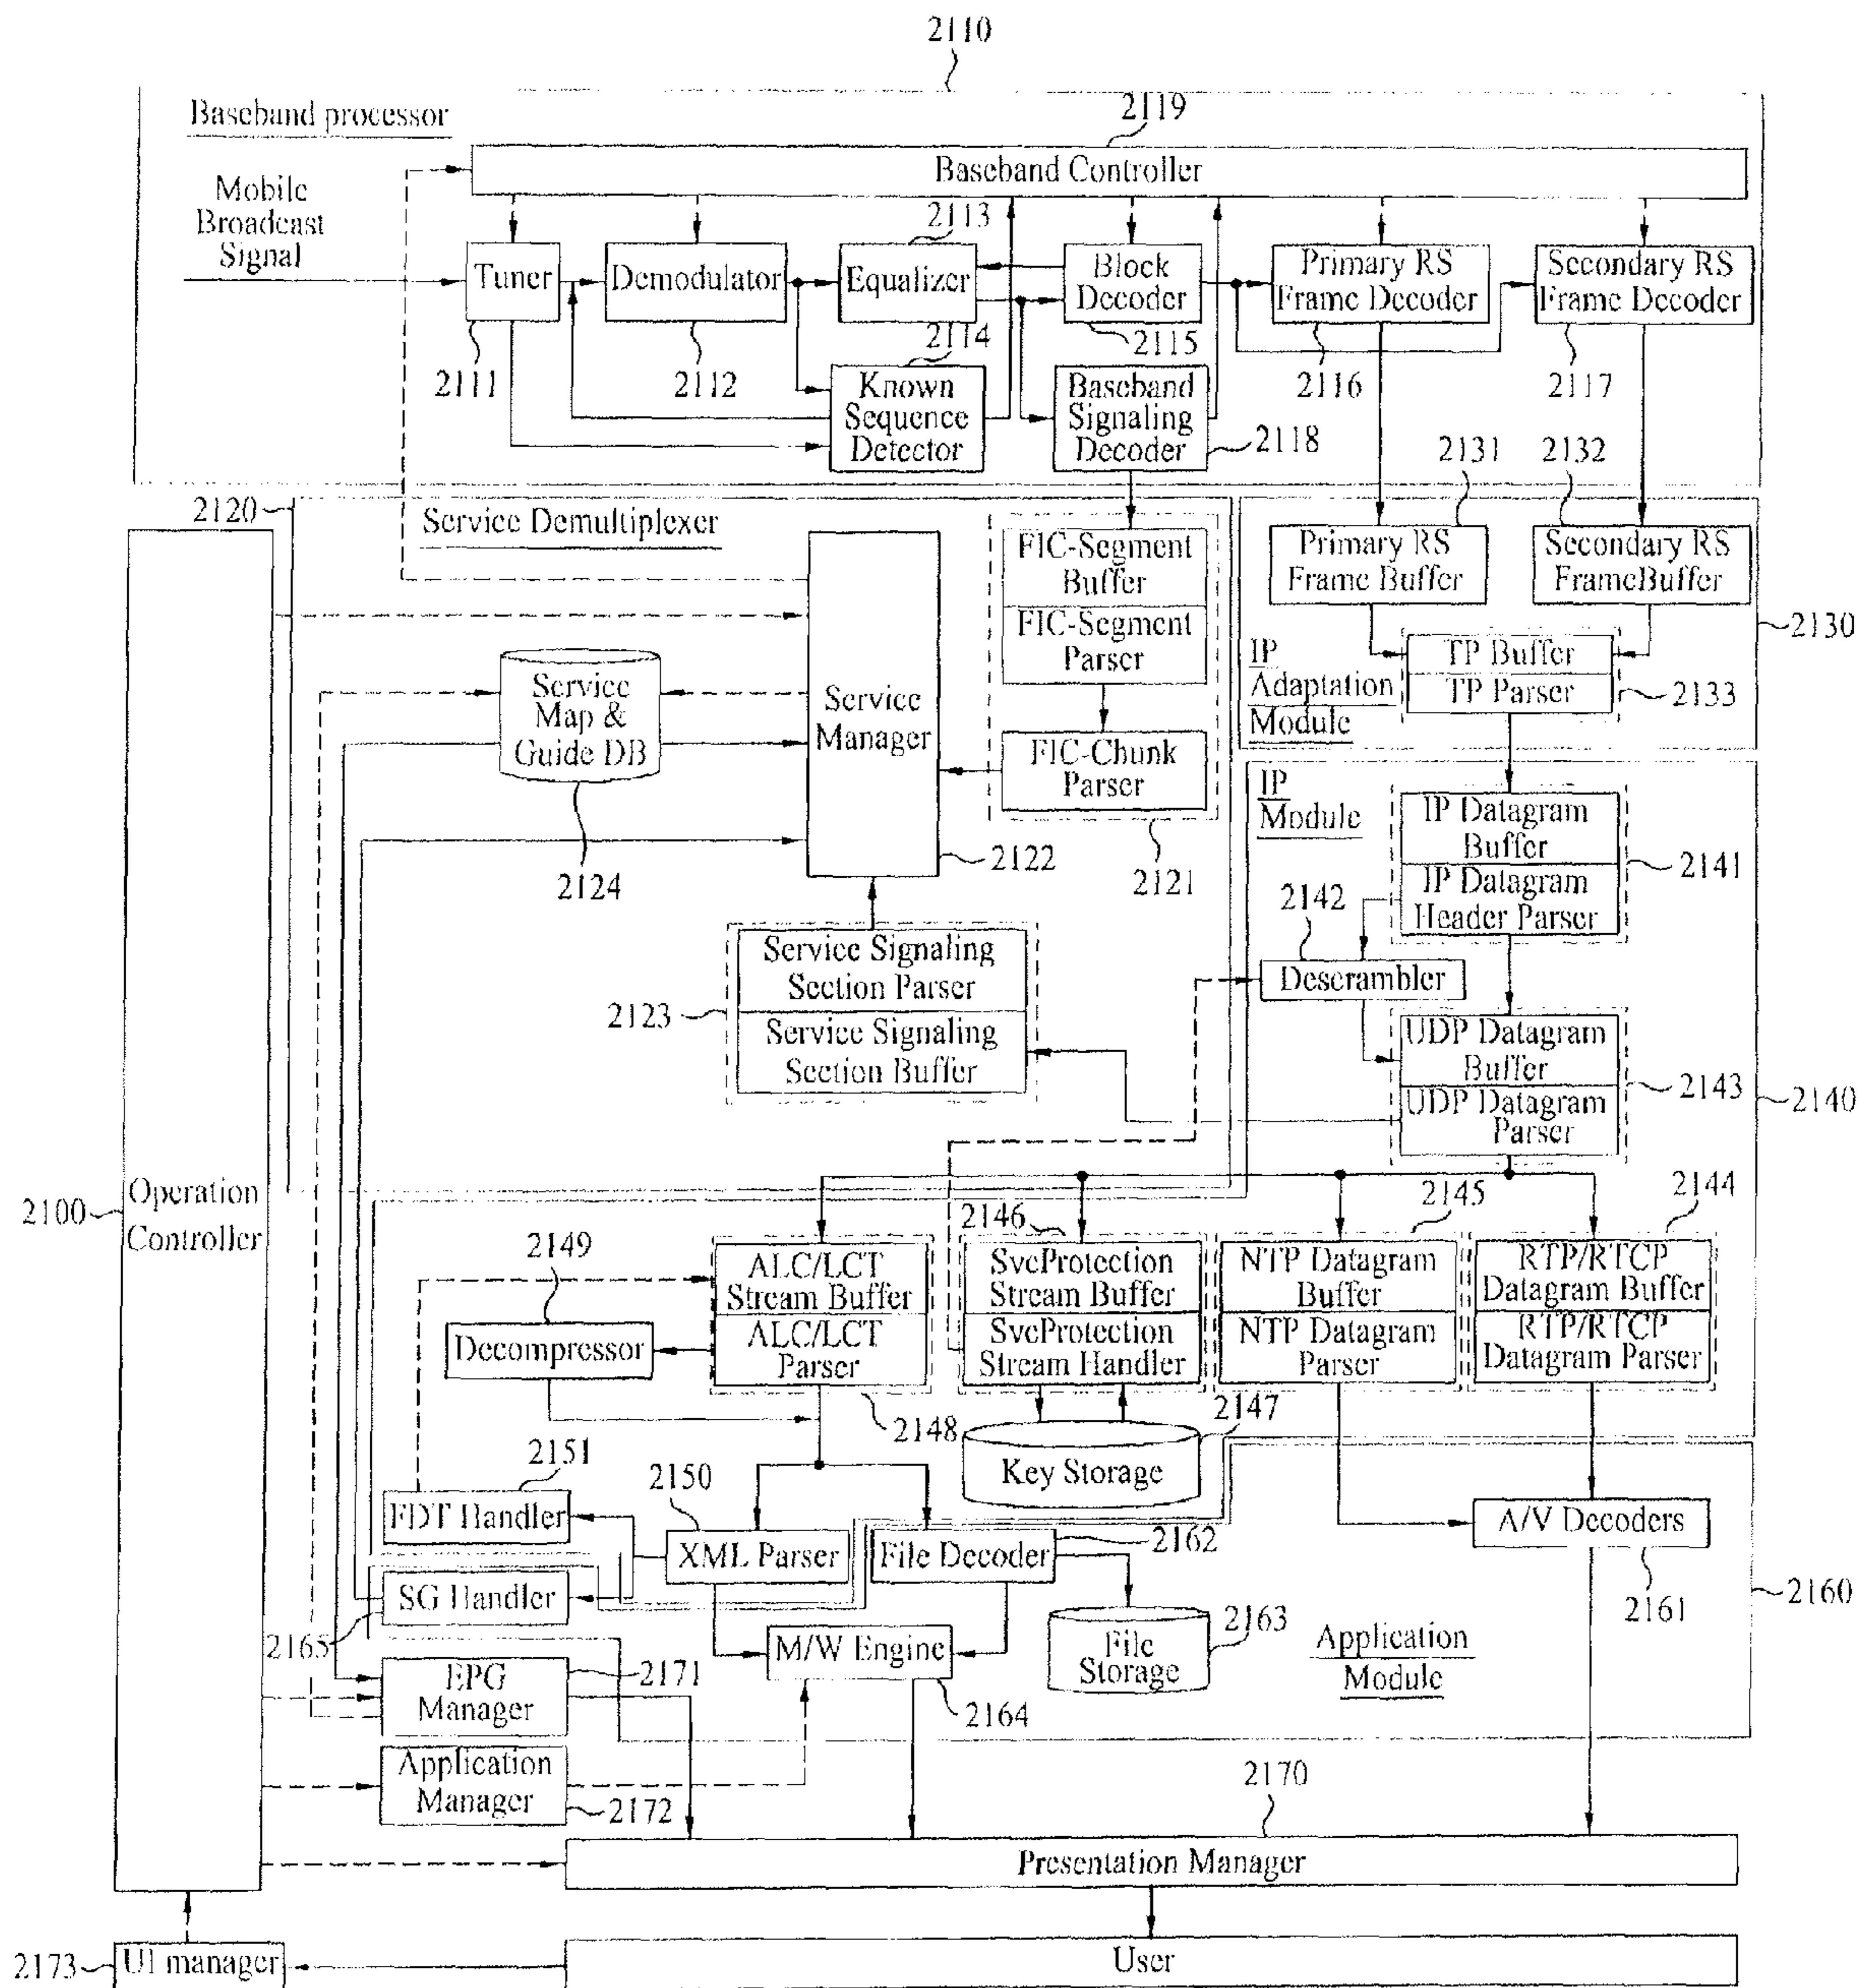 2110
Baseband processor
2119
Baseband Controller
Mobile
Broadcast
Signal
2113
Tuner
Demodulator
Equalizer
Block
Decoder
Primary RS
Frame Decoder
Secondary RS
Frame Decoder
2111
2112
2114
2115
2116
2117
Known
Sequence
Detector
Baseband
Signaling
Decoder
2118
2131
2132
2120
Service Demultiplexer
FIC-Segment
Buffer
FIC-Segment
Parser
Primary RS
Frame Buffer
Secondary RS
FrameBuffer
2130
IP
Adaptation
Module
TP Buffer
TP Parser
2133
Service
Map &
Guide DB
Service
Manager
FIC-Chunk
Parser
2124
2122
2121
IP
Module
IP Datagram
Buffer
IP Datagram
Header Parser
2141
2142
Descrambler
2123
Service Signaling
Section Parser
Service Signaling
Section Buffer
UDP Datagram
Buffer
UDP Datagram
Parser
2143
2140
2100
Operation
Controller
2149
2146
2145
2144
ALC/LCT
Stream Buffer
ALC/LCT
Parser
SvcProtection
Stream Buffer
SvcProtection
Stream Handler
NTP Datagram
Buffer
NTP Datagram
Parser
RTP/RTCP
Datagram Buffer
RTP/RTCP
Datagram Parser
Decompressor
2148
2147
Key Storage
2151
2150
FDT Handler
XML Parser
File Decoder
2162
A/V Decoders
SG Handler
2161
2160
2165
M/W Engine
File
Storage
2163
Application
Module
EPG
Manager
2171
2164
Application
Manager
2172
2170
Presentation Manager
2173
UI manager
User